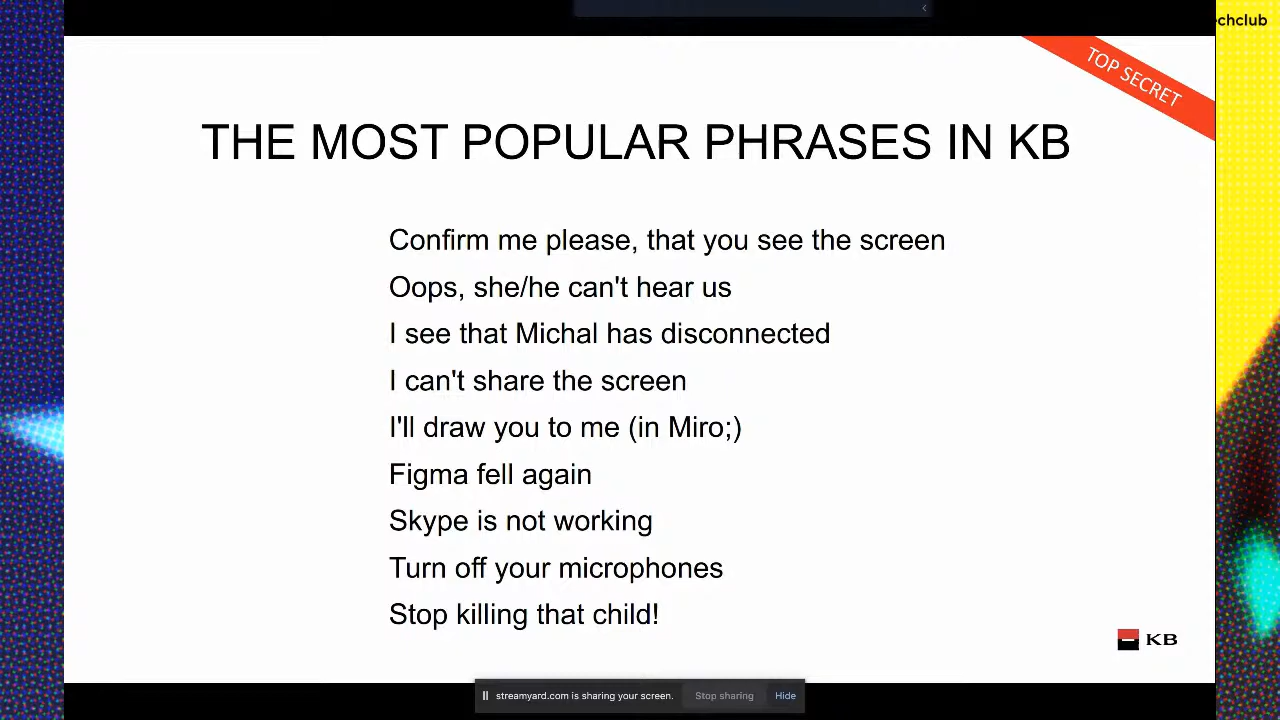 echclub
TOP SECRET
THE MOST POPULAR PHRASES IN KB
Confirm me please, that you see the screen
Oops, she/he can't hear us
I see that Michal has disconnected
I can't share the screen
I'll draw you to me (in Miro;)
Figma fell again
Skype is not working
Turn off your microphones
Stop killing that child!
KB
streamyard.com is sharing your screen. Stop sharing Hide